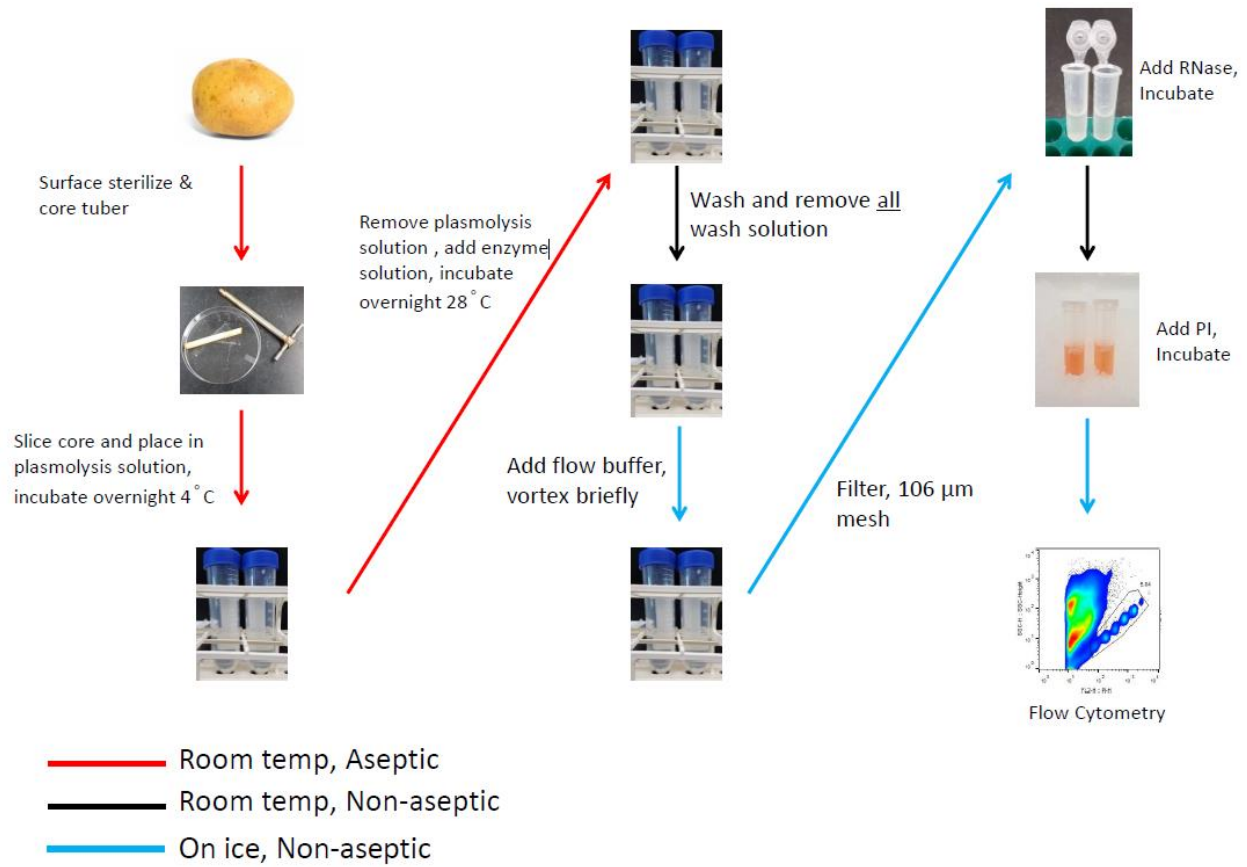 Surface sterilize &
core tuber
Slice core and place in
plasmolysis solution,
incubate overnight 4°C
Remove plasmolysis
solution , add enzyme
solution, incubate
overnight 28°C
Wash and remove all
wash solution
Add flow buffer,
vortex briefly
Filter, 106 μm
mesh
Add RNase,
Incubate
Add PI,
Incubate
Flow Cytometry
Room temp, Aseptic
Room temp, Non-aseptic
On ice, Non-aseptic